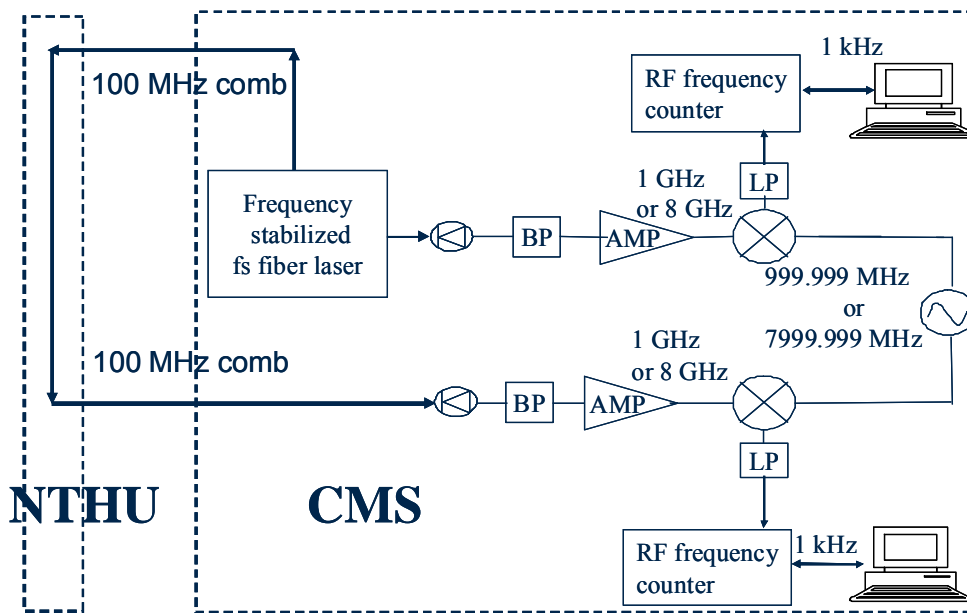 100 MHz comb
1 kHz
RF frequency
counter
LP
1 GHz
or 8 GHz
Frequency
stabilized
fs fiber laser
BP
AMP
999.999 MHz
or
7999.999 MHz
100 MHz comb
1 GHz
or 8 GHz
BP
AMP
LP
NTHU
CMS
RF frequency
counter
1 kHz